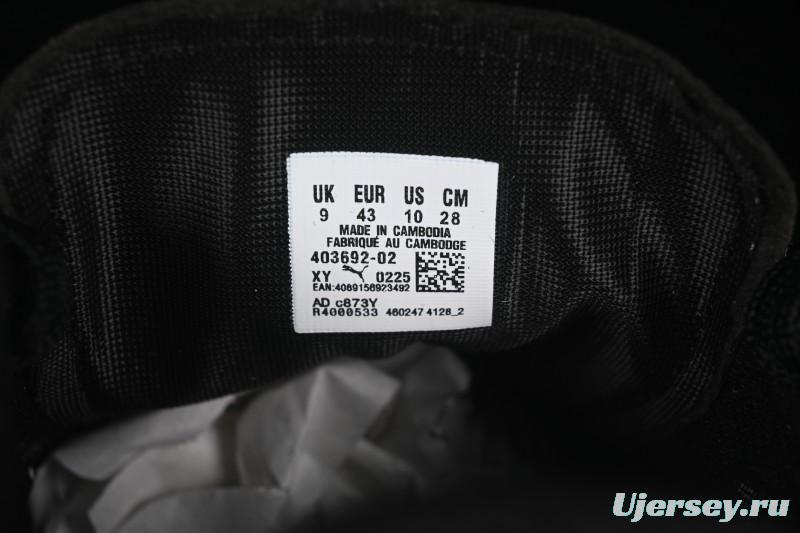 UK EUR US CM
9 43 10 28
MADE IN CAMBODIA
FABRIQUÉ AU CAMBODGE
403692-02
XY 0225
EAN:4069156923492
AD c873Y
R4000533 460247 4128_2
Ujersey.ru